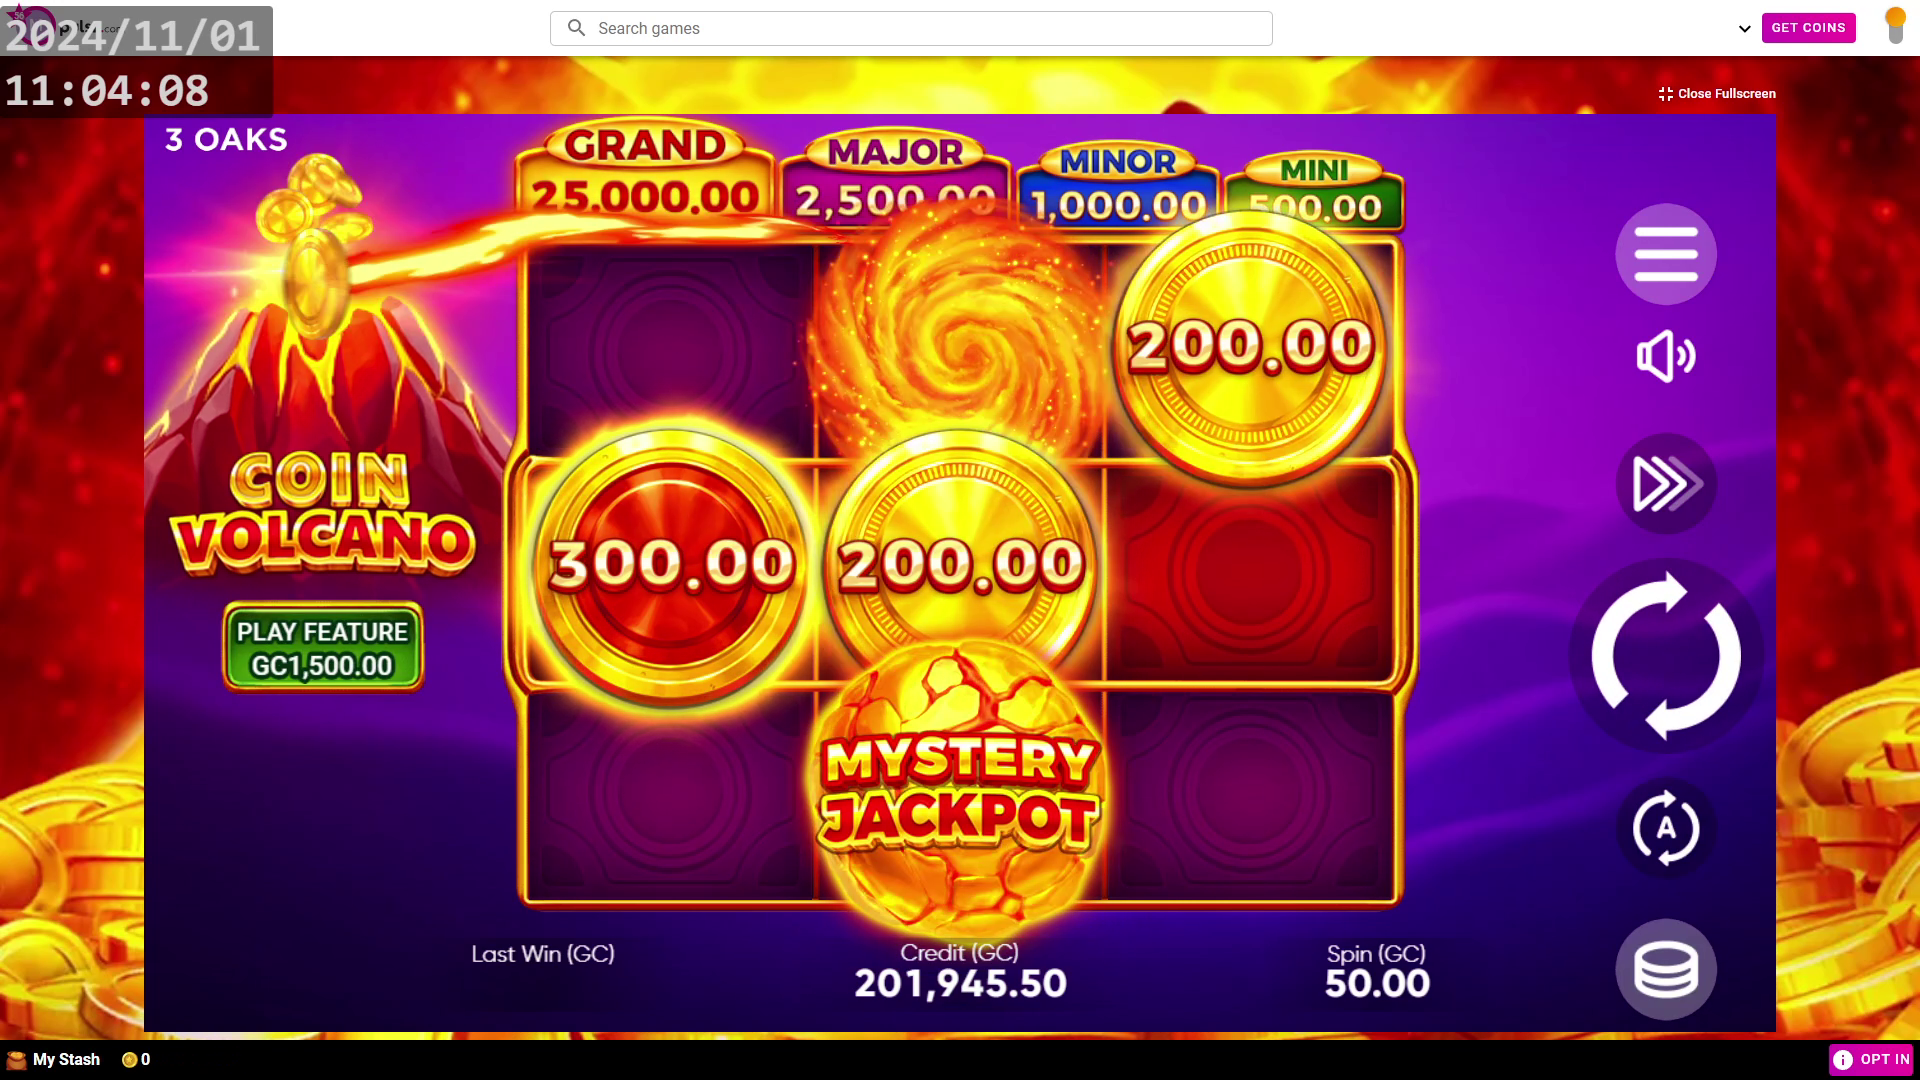 2024/11/01
11:04:08
Search games
GET COINS
Close Fullscreen
3 OAKS
GRAND
25,000.00
MAJOR
2,500.00
MINOR
1,000.00
MINI
500.00
200.00
300.00
200.00
COIN
VOLCANO
PLAY FEATURE
GC1,500.00
MYSTERY
JACKPOT
A
Last Win (GC)
Credit (GC)
201,945.50
Spin (GC)
50.00
My Stash
0
OPT IN